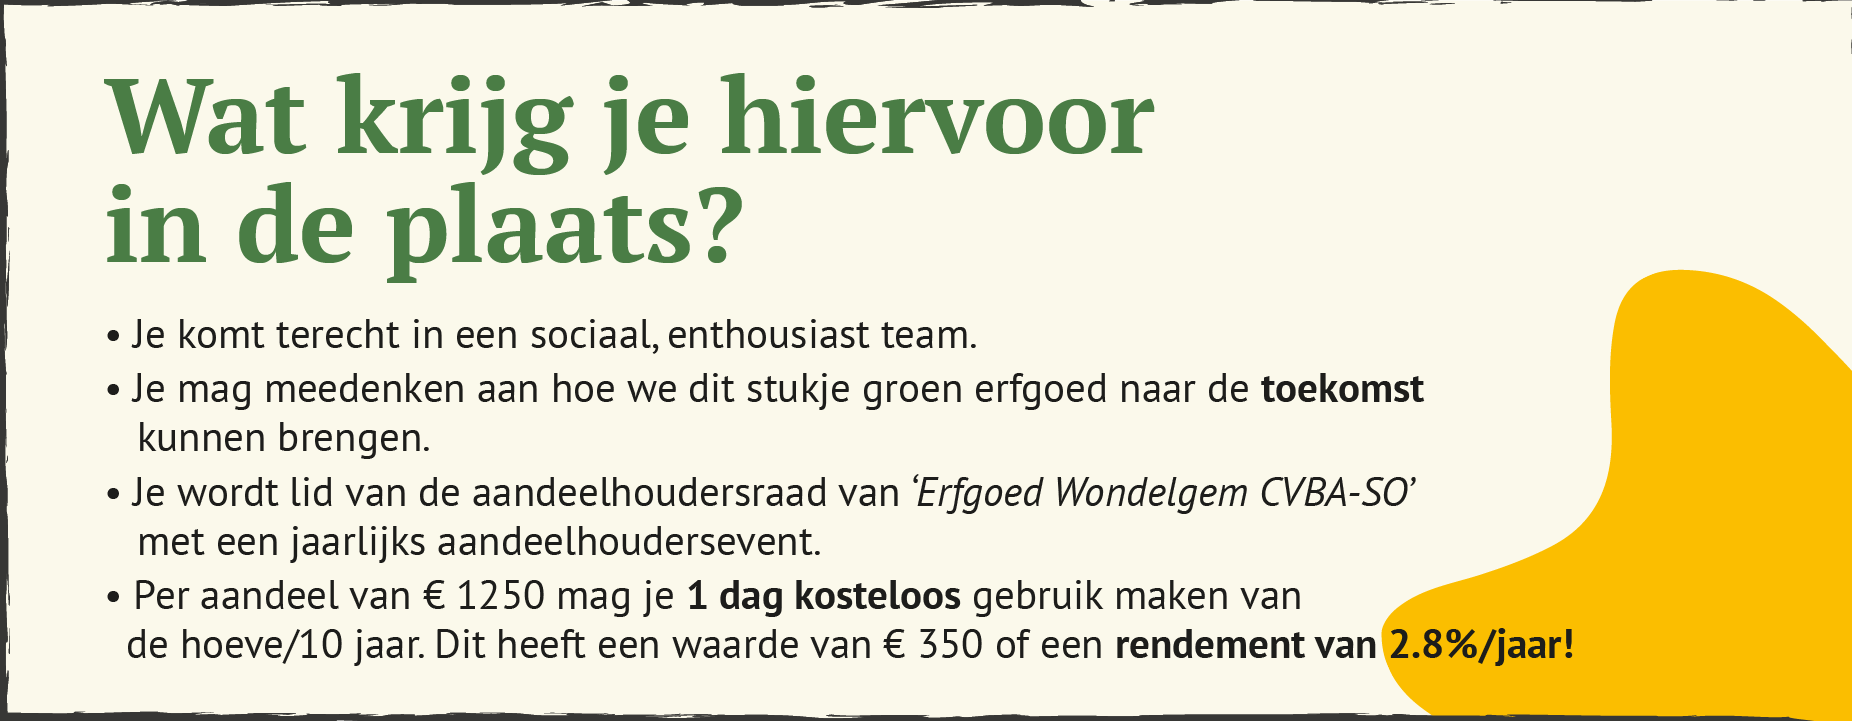 Wat krijg je hiervoor
in de plaats?
• Je komt terecht in een sociaal, enthousiast team.
• Je mag meedenken aan hoe we dit stukje groen erfgoed naar de toekomst
kunnen brengen.
• Je wordt lid van de aandeelhoudersraad van ‘Erfgoed Wondelgem CVBA-SO’
met een jaarlijks aandeelhoudersevent.
• Per aandeel van € 1250 mag je 1 dag kosteloos gebruik maken van
de hoeve/10 jaar. Dit heeft een waarde van € 350 of een rendement van 2.8%/jaar!